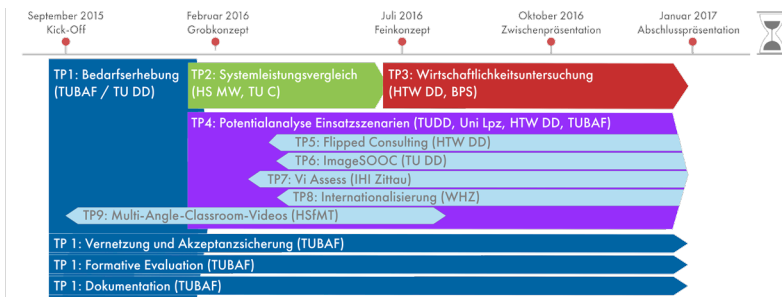 September 2015
Kick-Off
Februar 2016
Grobkonzept
Juli 2016
Feinkonzept
Oktober 2016
Zwischenpräsentation
Januar 2017
Abschlusspräsentation
TP1: Bedarfserhebung
(TUBAF / TU DD)
TP2: Systemleistungsvergleich
(HS MW, TU C)
TP3: Wirtschaftlichkeitsuntersuchung
(HTW DD, BPS)
TP4: Potentialanalyse Einsatzszenarien (TUDD, Uni Lpz, HTW DD, TUBAF)
TP5: Flipped Consulting (HTW DD)
TP6: ImageSOOC (TU DD)
TP7: Vi Assess (IHI Zittau)
TP8: Internationalisierung (WHZ)
TP9: Multi-Angle-Classroom-Videos (HSfMT)
TP 1: Vernetzung und Akzeptanzsicherung (TUBAF)
TP 1: Formative Evaluation (TUBAF)
TP 1: Dokumentation (TUBAF)